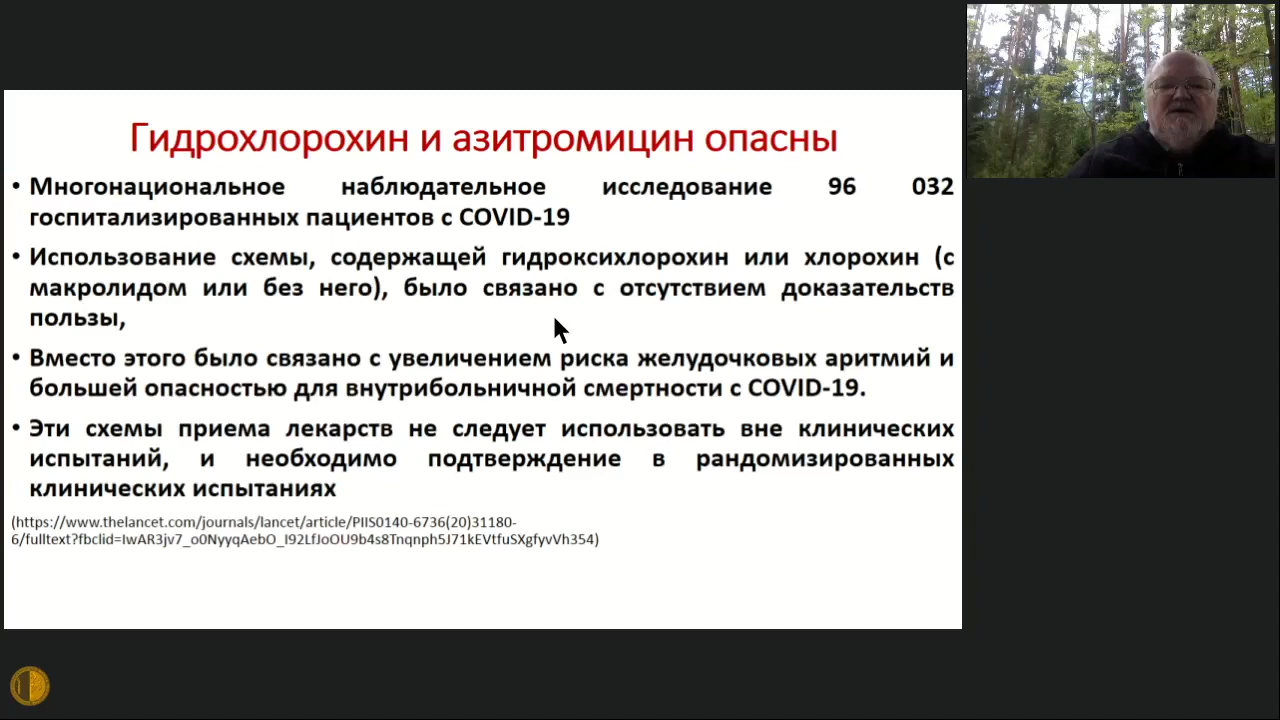 Гидрохлорохин и азитромицин опасны
• Многонациональное наблюдательное исследование 96 032
госпитализированных пациентов с COVID-19
• Использование схемы, содержащей гидроксихлорохин или хлорохин (с
макролидом или без него), было связано с отсутствием доказательств
пользы,
• Вместо этого было связано с увеличением риска желудочковых аритмий и
большей опасностью для внутрибольничной смертности с COVID-19.
• Эти схемы приема лекарств не следует использовать вне клинических
испытаний, и необходимо подтверждение в рандомизированных
клинических испытаниях
(https://www.thelancet.com/journals/lancet/article/PIIS0140-6736(20)31180-
6/fulltext?fbclid=IwAR3jv7_o0NyyqAebO_I92LfJoOU9b4s8Tnqnph5J71kEVtfuSXgfyvVh354)